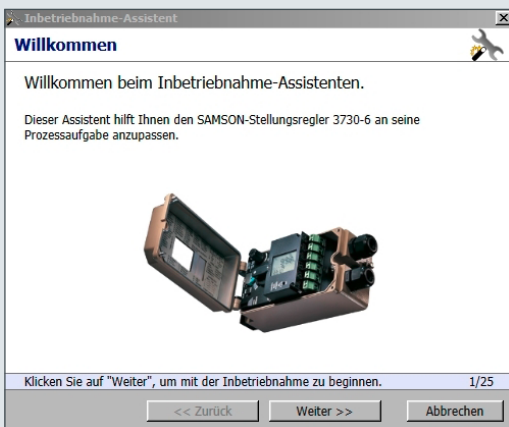 Inbetriebnahme-Assistent
Willkommen
Willkommen beim Inbetriebnahme-Assistenten.
Dieser Assistent hilft Ihnen den SAMSON-Stellungsregler 3730-6 an seine
Prozessaufgabe anzupassen.
Klicken Sie auf "Weiter", um mit der Inbetriebnahme zu beginnen. 1/25
<< Zurück Weiter >> Abbrechen